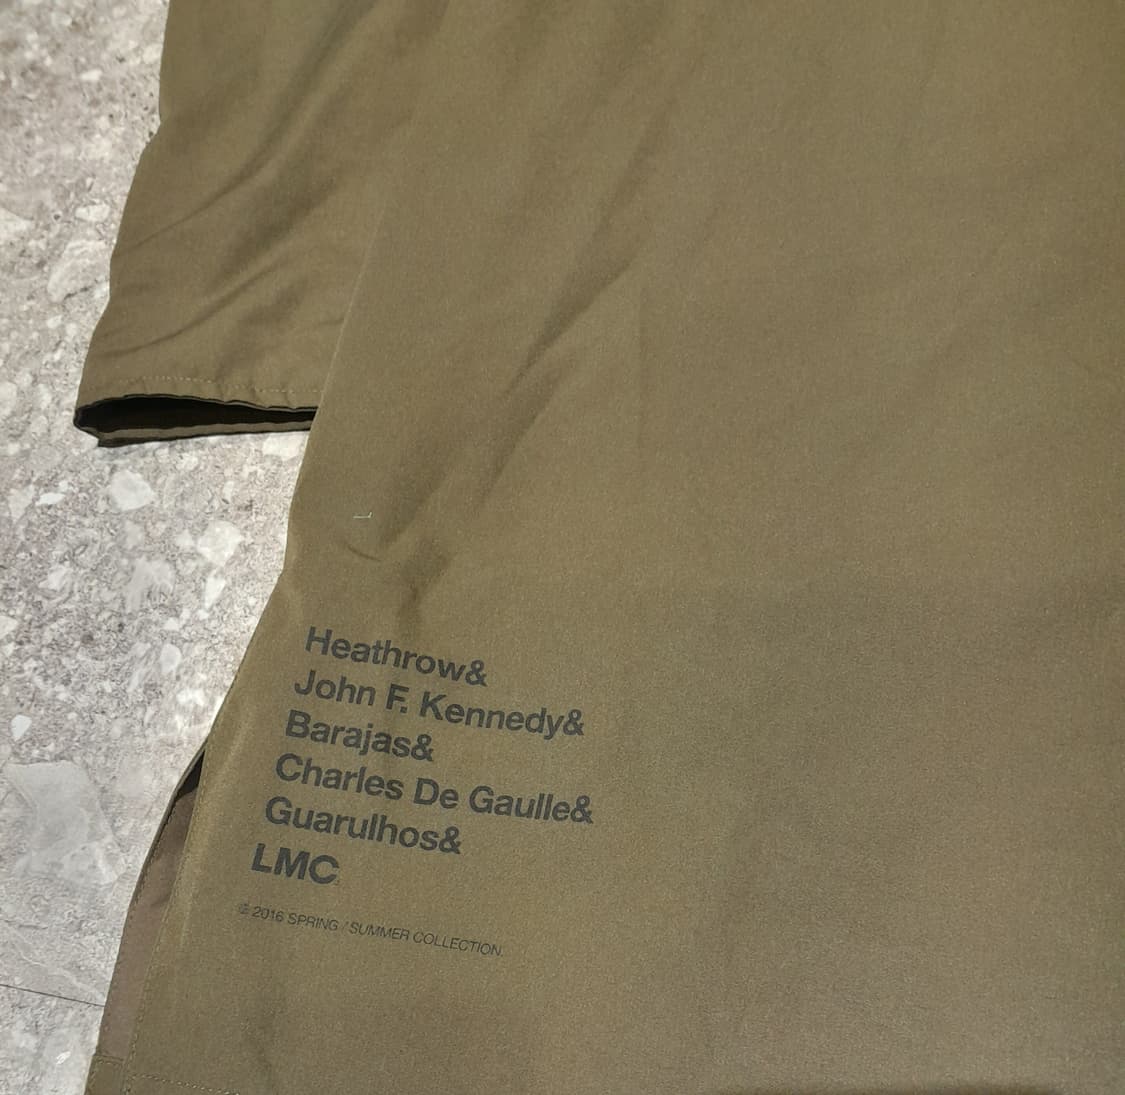 Heathrow&
John F. Kennedy&
Barajas&
Charles De Gaulle&
Guarulhos&
LMC
© 2016 SPRING / SUMMER COLLECTION.